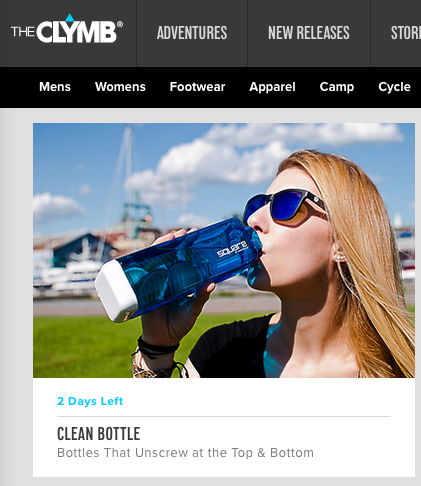 THE CLYMB®
ADVENTURES
NEW RELEASES
STOR
Mens
Womens
Footwear
Apparel
Camp
Cycle
square
2 Days Left
CLEAN BOTTLE
Bottles That Unscrew at the Top & Bottom